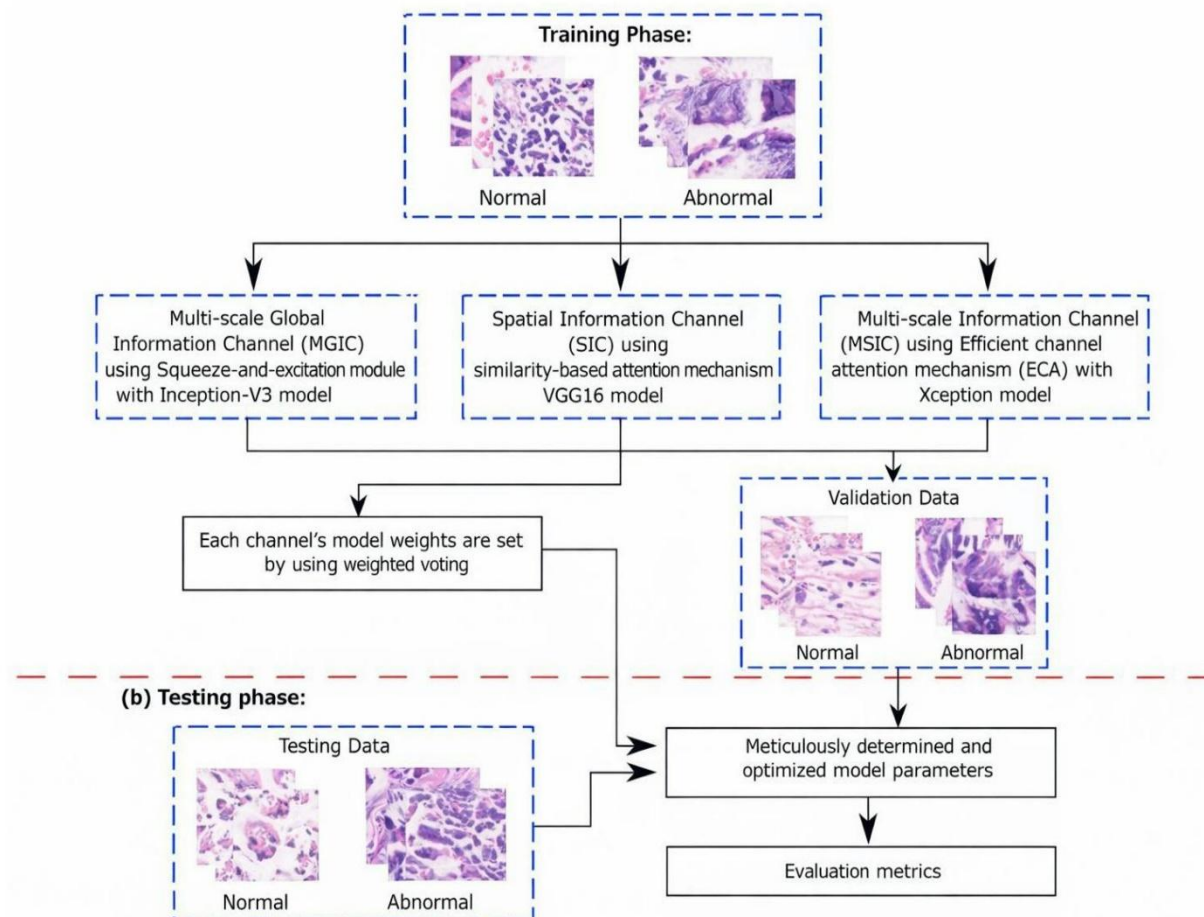 Training Phase:
Normal
Abnormal
Multi-scale Global
Information Channel (MGIC)
using Squeeze-and-excitation module
with Inception-V3 model
Spatial Information Channel
(SIC) using
similarity-based attention mechanism
VGG16 model
Multi-scale Information Channel
(MSIC) using Efficient channel
attention mechanism (ECA) with
Xception model
Each channel's model weights are set
by using weighted voting
Validation Data
Normal
Abnormal
(b) Testing phase:
Testing Data
Normal
Abnormal
Meticulously determined and
optimized model parameters
Evaluation metrics